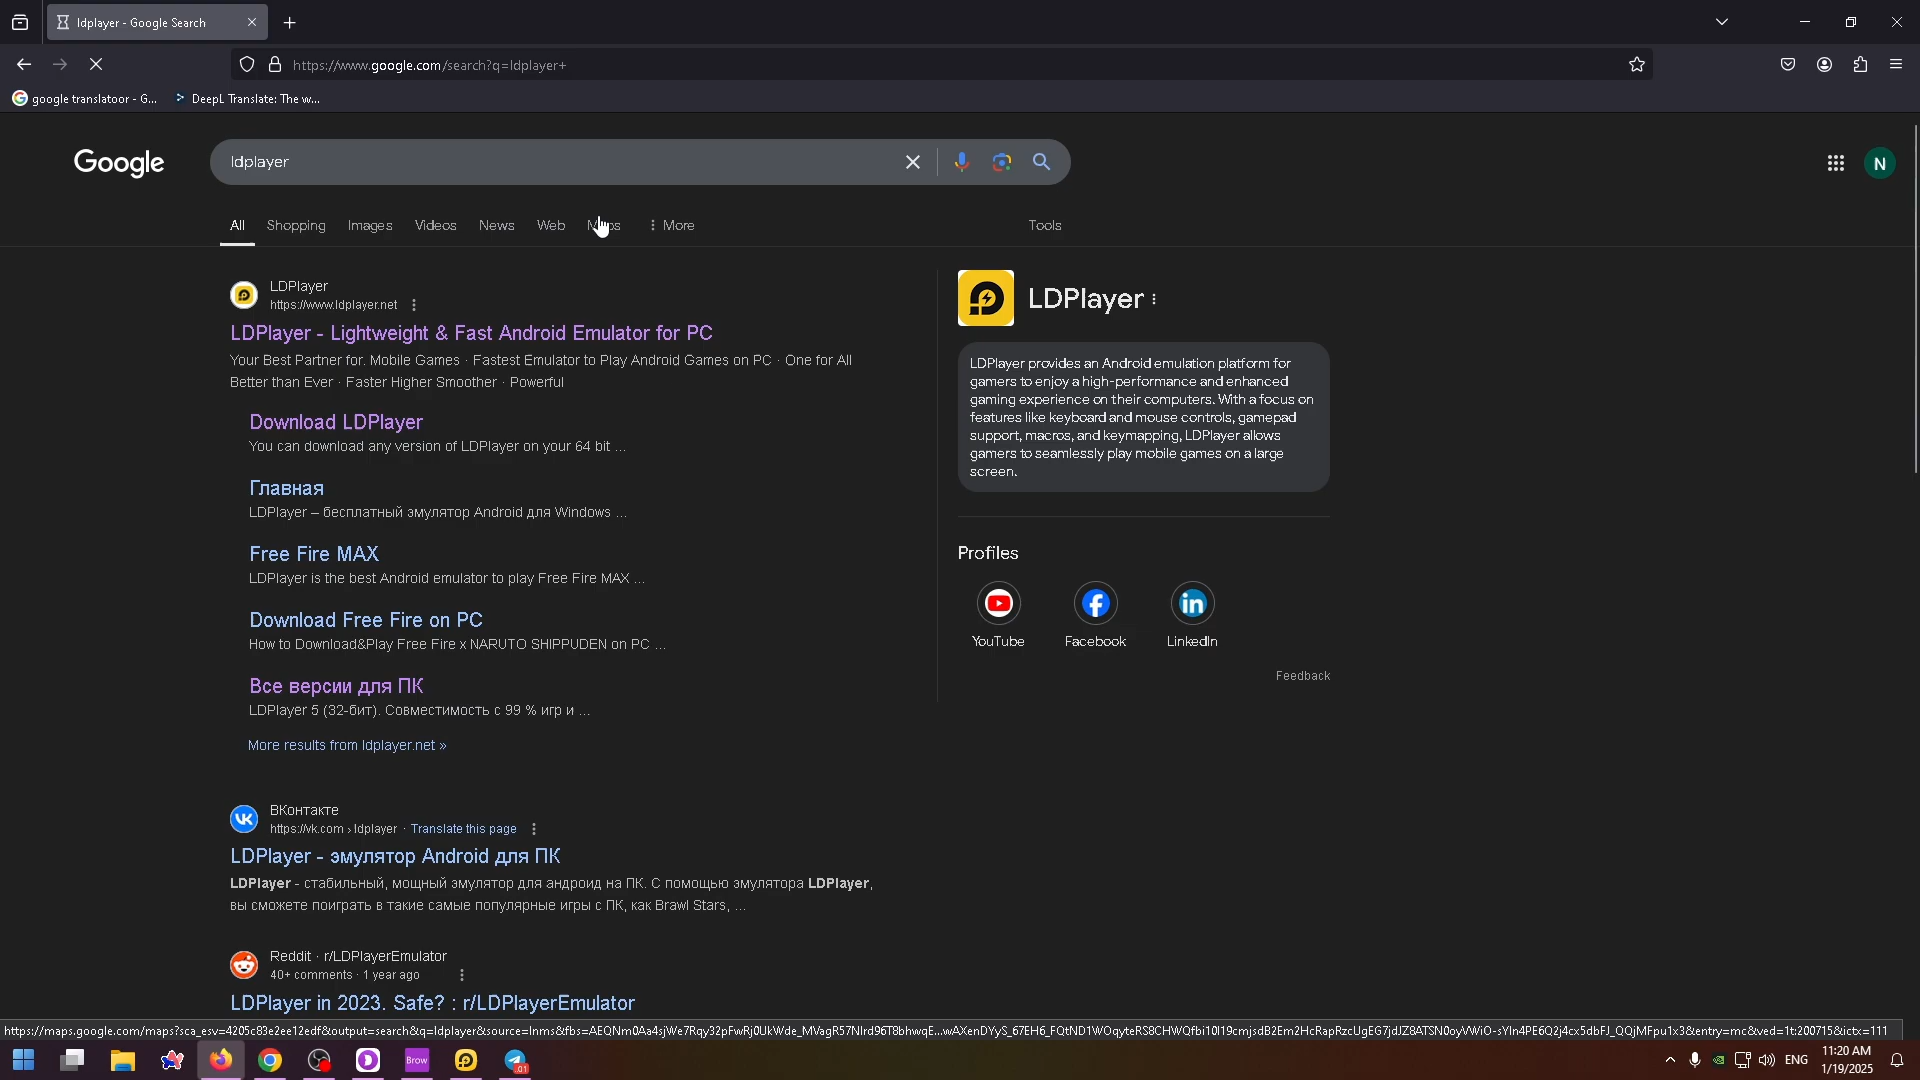 ldplayer - Google Search
https://www.google.com/search?q=ldplayer+
google translatoor - G...
DeepL Translate: The w...
Google
ldplayer
N
All
Shopping
Images
Videos
News
Web
More
Tools
LDPlayer
https://www.ldplayer.net
LDPlayer - Lightweight & Fast Android Emulator for PC
Your Best Partner for. Mobile Games · Fastest Emulator to Play Android Games on PC · One for All
Better than Ever · Faster Higher Smoother · Powerful
Download LDPlayer
You can download any version of LDPlayer on your 64 bit ...
Главная
LDPlayer – бесплатный эмулятор Android для Windows ...
Free Fire MAX
LDPlayer is the best Android emulator to play Free Fire MAX ...
Download Free Fire on PC
How to Download&Play Free Fire x NARUTO SHIPPUDEN on PC ...
Все версии для ПК
LDPlayer 5 (32-бит). Совместимость с 99 % игр и ...
More results from ldplayer.net »
ВКонтакте
https://vk.com › ldplayer · Translate this page
LDPlayer - эмулятор Android для ПК
LDPlayer - стабильный, мощный эмулятор для андроид на ПК. С помощью эмулятора LDPlayer,
вы сможете поиграть в такие самые популярные игры с ПК, как Brawl Stars, ...
Reddit · r/LDPlayerEmulator
40+ comments · 1 year ago
LDPlayer in 2023. Safe? : r/LDPlayerEmulator
LDPlayer
LDPlayer provides an Android emulation platform for
gamers to enjoy a high-performance and enhanced
gaming experience on their computers. With a focus on
features like keyboard and mouse controls, gamepad
support, macros, and keymapping, LDPlayer allows
gamers to seamlessly play mobile games on a large
screen.
Profiles
YouTube
Facebook
LinkedIn
Feedback
Brow
ENG
11:20 AM
1/19/2025